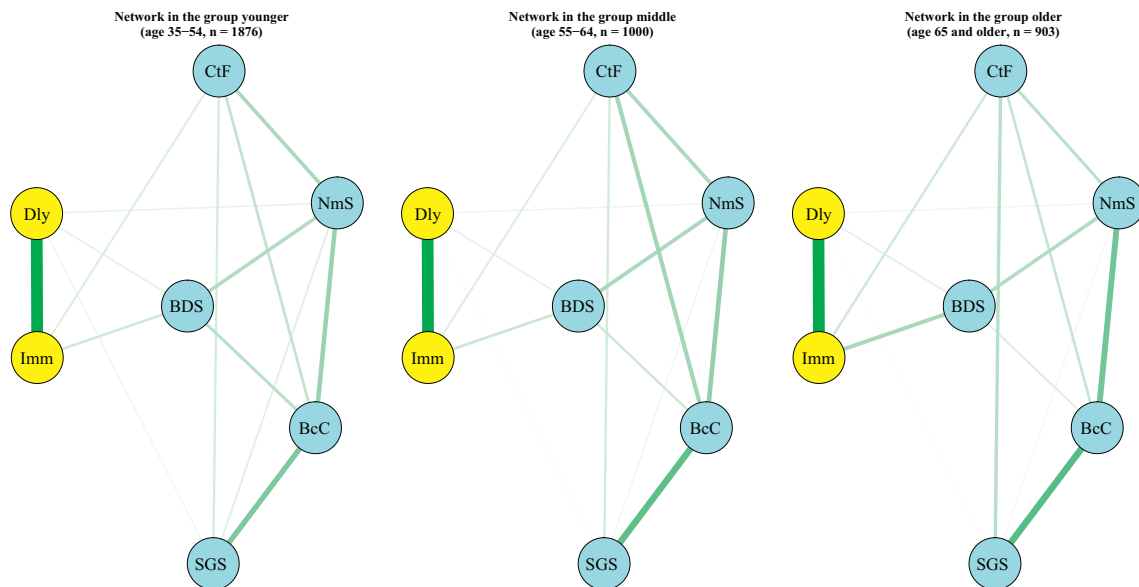 Network in the group younger
(age 35−54, n = 1876)
CtF
NmS
Dly
BDS
Imm
BcC
SGS
Network in the group middle
(age 55−64, n = 1000)
CtF
NmS
Dly
BDS
Imm
BcC
SGS
Network in the group older
(age 65 and older, n = 903)
CtF
NmS
Dly
BDS
Imm
BcC
SGS